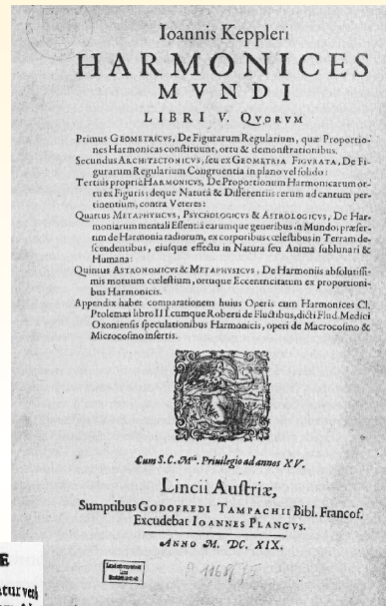 Ioannis Keppleri
HARMONICES
MVNDI
LIBRI V. QVORVM
Primus GEOMETRICVS, De Figurarum Regularium, quæ Proportio-
nes Harmonicas constituunt, ortu & demonstrationibus.
Secundus ARCHITECTONICVS, seu ex GEOMETRIA FIGVRATA, De Fi-
gurarum Regularium Congruentia in plano vel solido:
Tertius proprie HARMONICVS, De Proportionum Harmonicarum or-
tu ex Figuris; deque Naturâ & Differentiis rerum ad cantum per-
tinentium, contra Veteres:
Quartus METAPHYSICVS, PSYCHOLOGICVS & ASTROLOGICVS, De Har-
moniarum mentali Essentiâ earumque generibus in Mundo; præser-
tim de Harmonia radiorum, ex corporibus cœlestibus in Terram de-
scendentibus, eiusque effectu in Natura seu Anima sublunari &
Humana:
Quintus ASTRONOMICVS & METAPHYSICVS, De Harmoniis absolutissi-
mis motuum cœlestium, ortuque Eccentricitatum ex proportioni-
bus Harmonicis.
Appendix habet comparationem huius Operis cum Harmonices Cl.
Ptolemæi libro III. cumque Roberti de Fluctibus, dicti Flud. Medici
Oxoniensis speculationibus Harmonicis, operi de Macrocosmo &
Microcosmo insertis.
Cum S. C. Mtis. Priuilegio ad annos XV.
Lincii Austriæ,
Sumptibus GODOFREDI TAMPACHII Bibl. Francof.
Excudebat IOANNES PLANCVS.
ANNO M. DC. XIX.